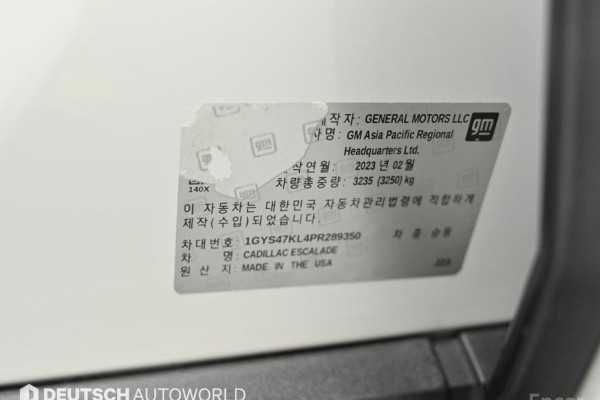 제작자: GENERAL MOTORS LLC
gm
사명: GM Asia Pacific Regional
Headquarters Ltd.
제작연월: 2023 년 02 월
차량총중량: 3235 (3250) kg
140X
이 자동차는 대한민국 자동차관리법령에 적합하게
제작(수입)되었습니다.
차대번호: 1GYS47KL4PR289350 차 종: 승용
차 명: CADILLAC ESCALADE
원 산 지: MADE IN THE USA
DEUTSCH AUTOWORLD
Encar